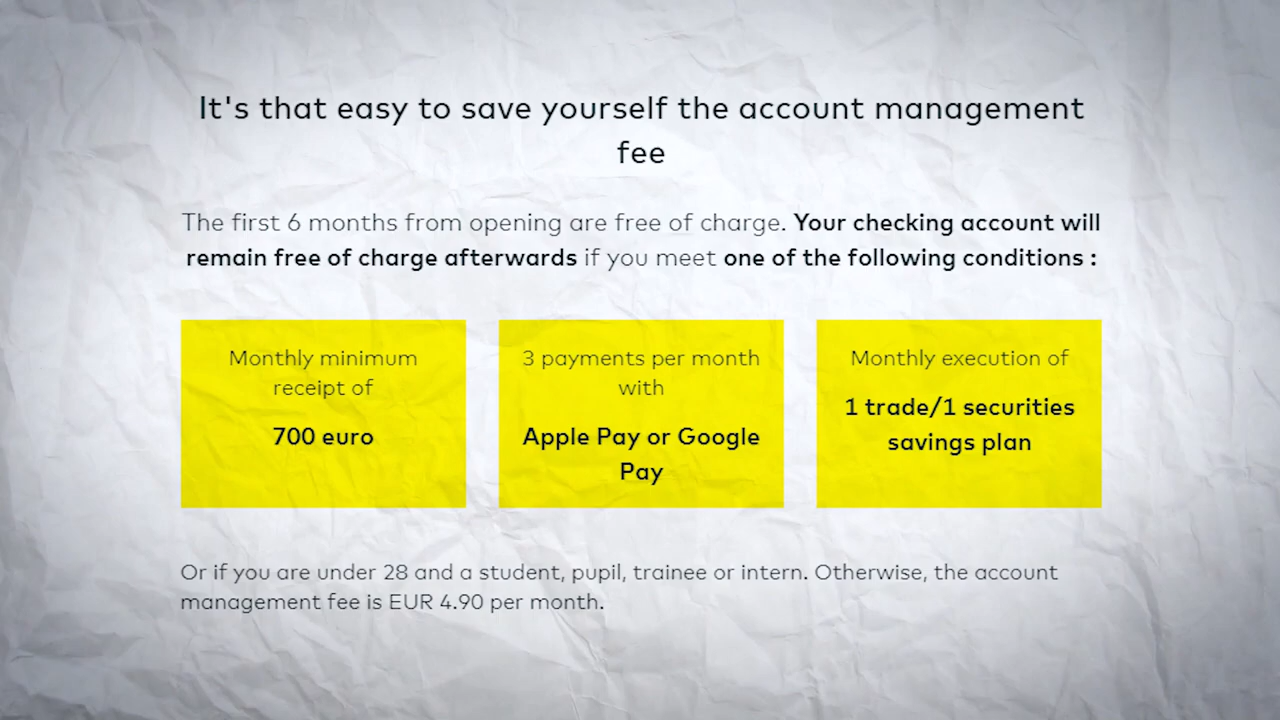 It's that easy to save yourself the account management
fee
The first 6 months from opening are free of charge. Your checking account will
remain free of charge afterwards if you meet one of the following conditions :
Monthly minimum
receipt of
700 euro
3 payments per month
with
Apple Pay or Google
Pay
Monthly execution of
1 trade/1 securities
savings plan
Or if you are under 28 and a student, pupil, trainee or intern. Otherwise, the account
management fee is EUR 4.90 per month.